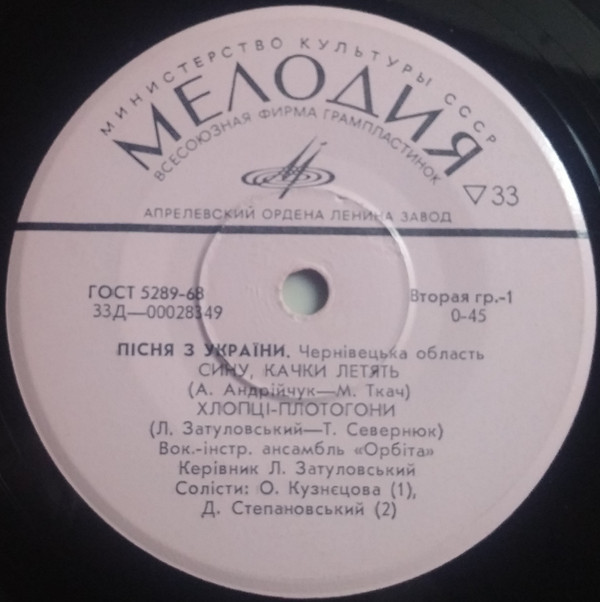 МИНИСТЕРСТВО КУЛЬТУРЫ СССР
МЕЛОДИЯ
ВСЕСОЮЗНАЯ ФИРМА ГРАМПЛАСТИНОК
▽33
АПРЕЛЕВСКИЙ ОРДЕНА ЛЕНИНА ЗАВОД
ГОСТ 5289-68 Вторая гр.-1
33Д—00028349 0-45
ПІСНЯ З УКРАЇНИ. Чернівецька область
СИНУ, КАЧКИ ЛЕТЯТЬ
(А. Андрійчук—М. Ткач)
ХЛОПЦІ-ПЛОТОГОНИ
(Л. Затуловський—Т. Севернюк)
Вок.-інстр. ансамбль «Орбіта»
Керівник Л. Затуловський
Солісти: О. Кузнєцова (1),
Д. Степановський (2)